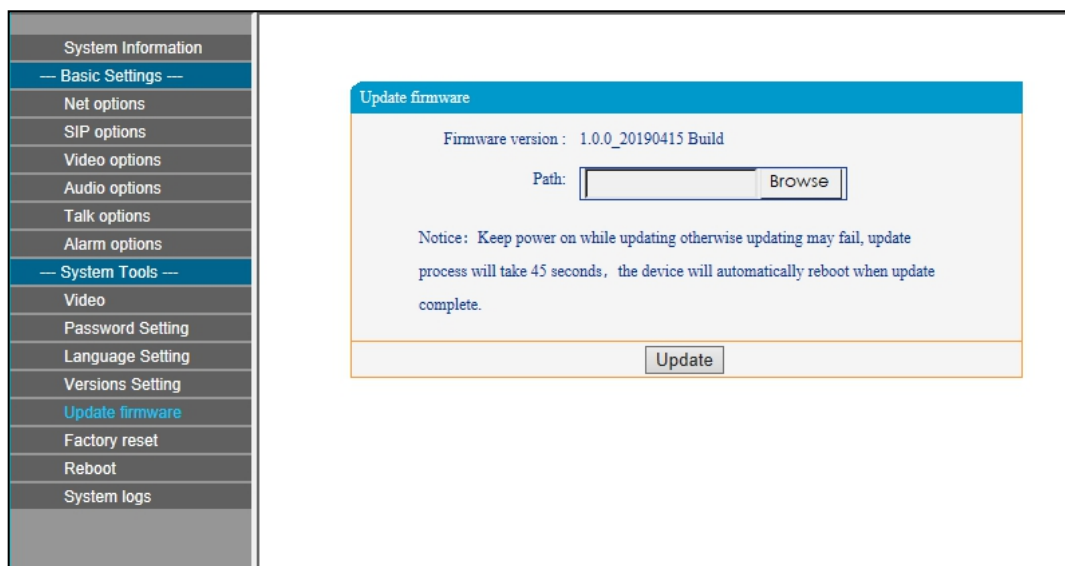 System Information
--- Basic Settings ---
Net options
SIP options
Video options
Audio options
Talk options
Alarm options
--- System Tools ---
Video
Password Setting
Language Setting
Versions Setting
Update firmware
Factory reset
Reboot
System logs
Update firmware
Firmware version : 1.0.0_20190415 Build
Path: Browse
Notice: Keep power on while updating otherwise updating may fail, update
process will take 45 seconds, the device will automatically reboot when update
complete.
Update